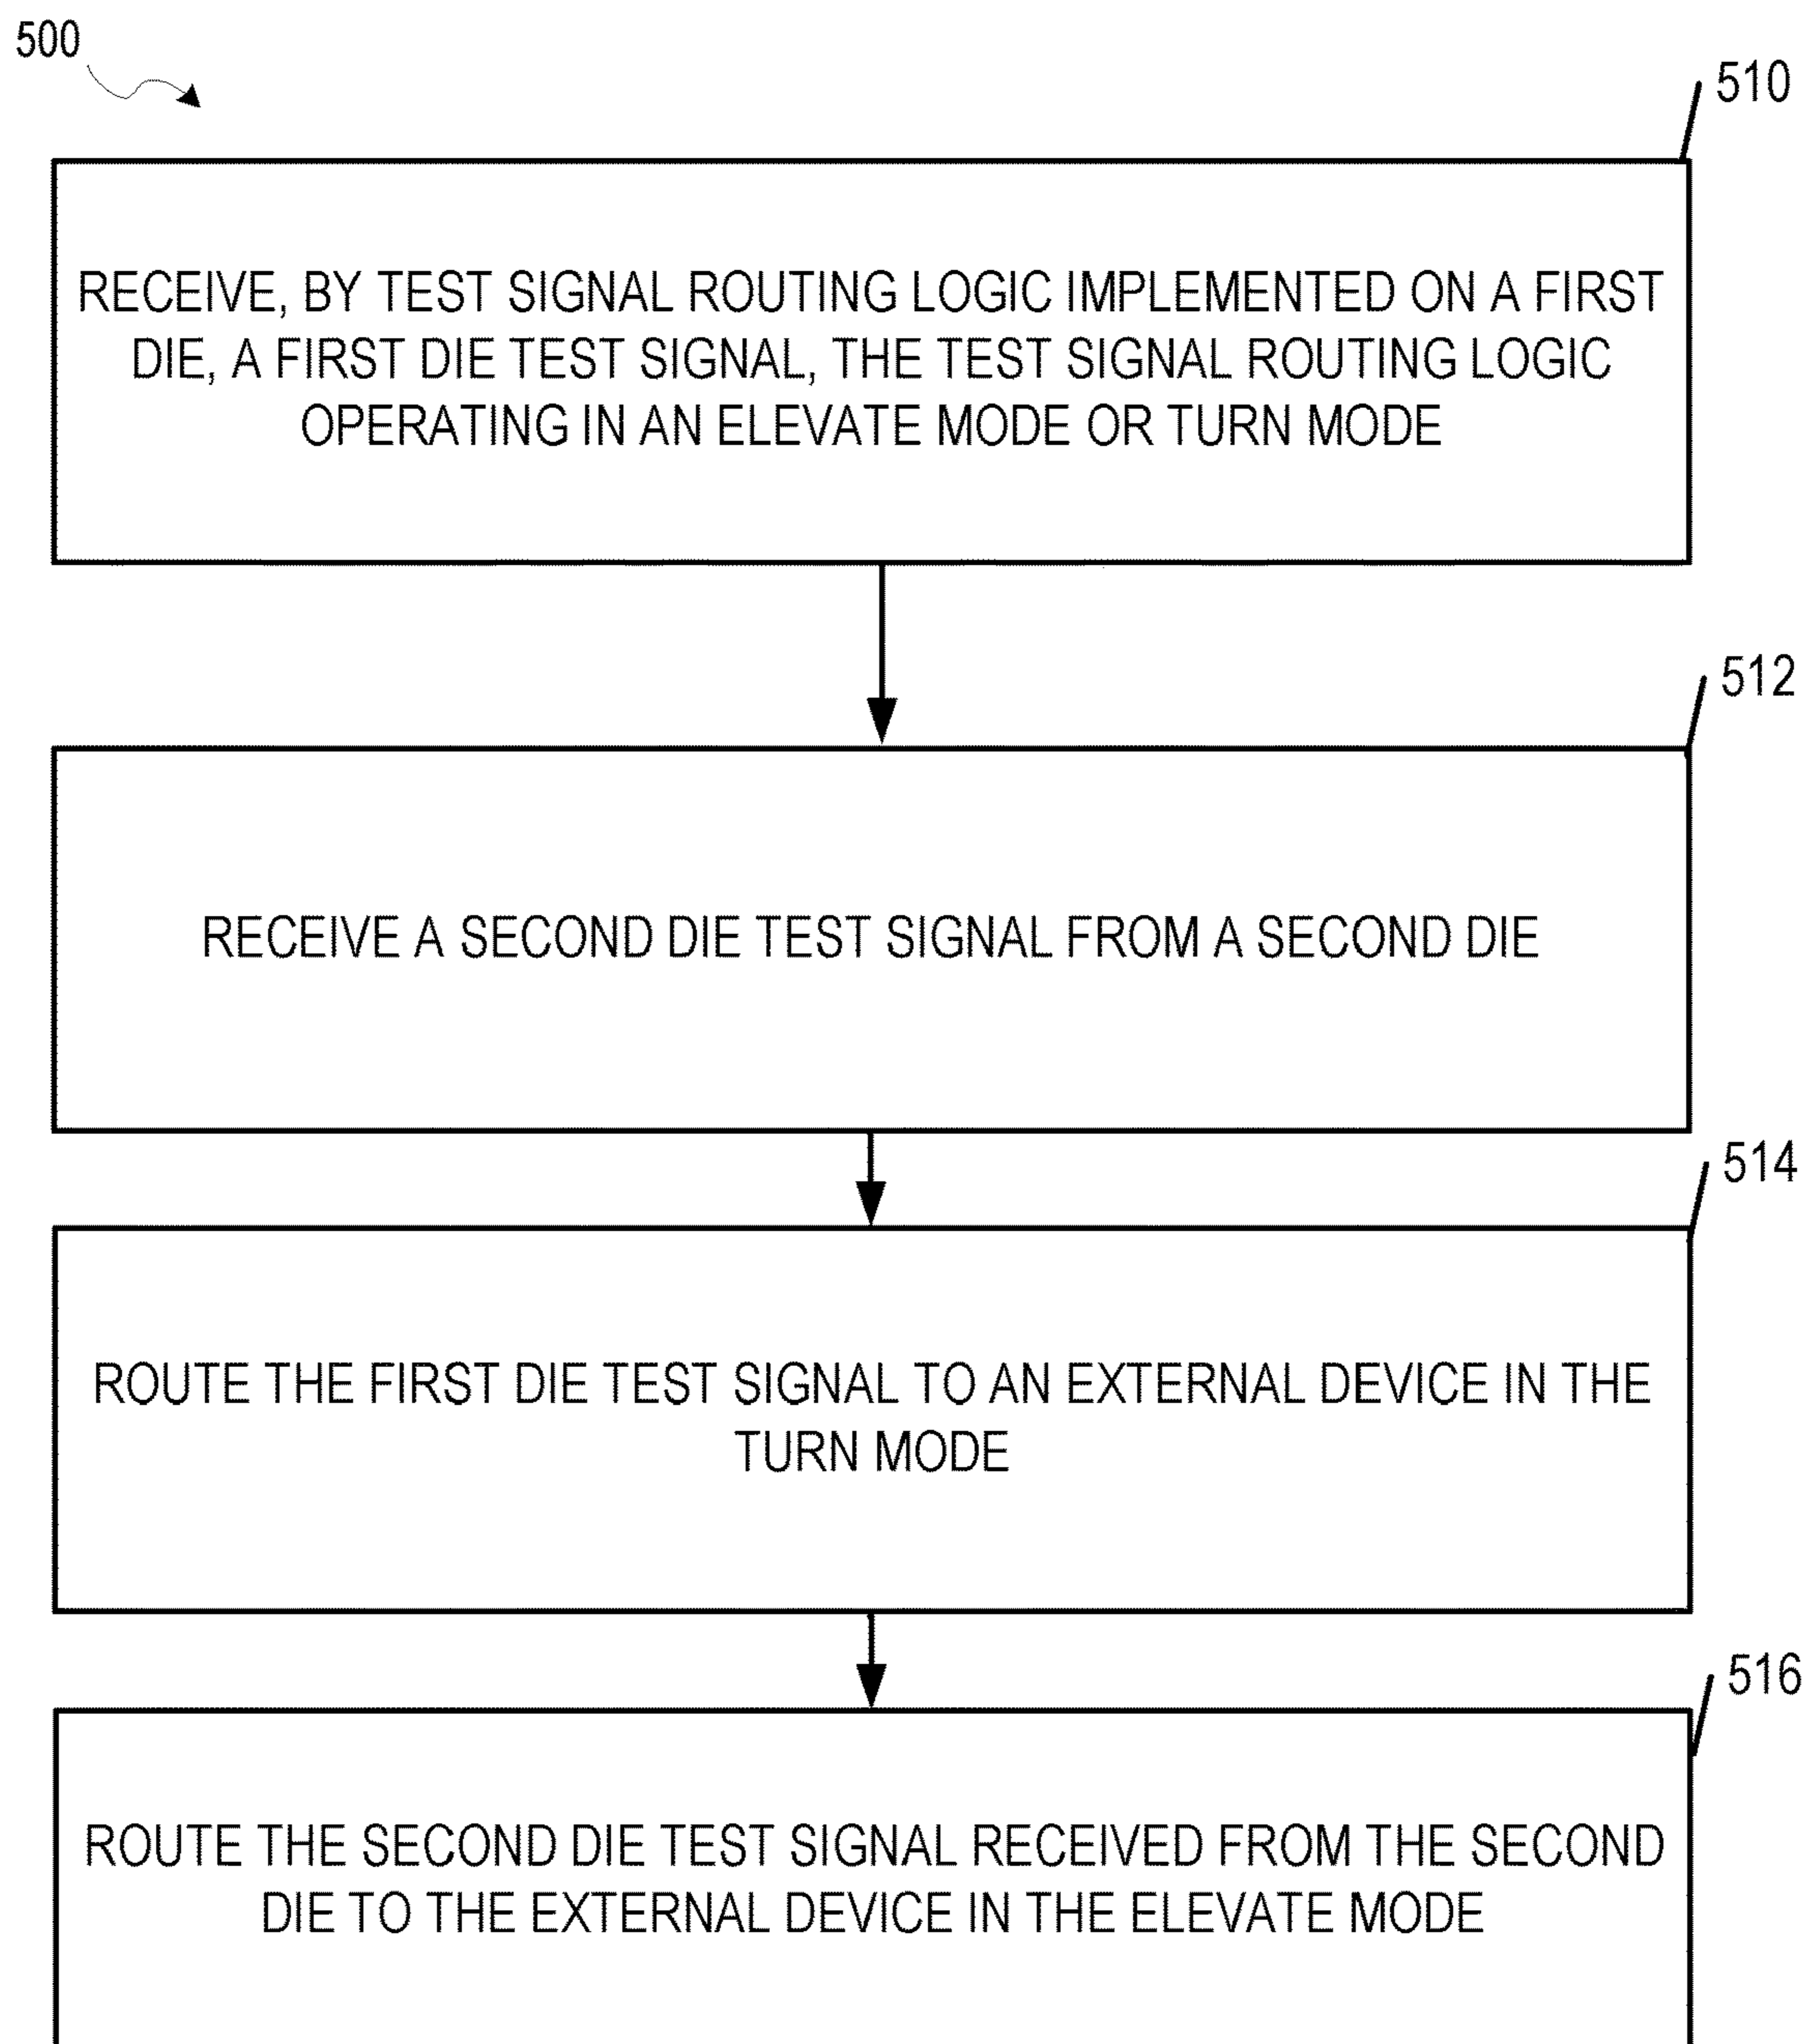 500
510
RECEIVE, BY TEST SIGNAL ROUTING LOGIC IMPLEMENTED ON A FIRST
DIE, A FIRST DIE TEST SIGNAL, THE TEST SIGNAL ROUTING LOGIC
OPERATING IN AN ELEVATE MODE OR TURN MODE
512
RECEIVE A SECOND DIE TEST SIGNAL FROM A SECOND DIE
514
ROUTE THE FIRST DIE TEST SIGNAL TO AN EXTERNAL DEVICE IN THE
TURN MODE
516
ROUTE THE SECOND DIE TEST SIGNAL RECEIVED FROM THE SECOND
DIE TO THE EXTERNAL DEVICE IN THE ELEVATE MODE